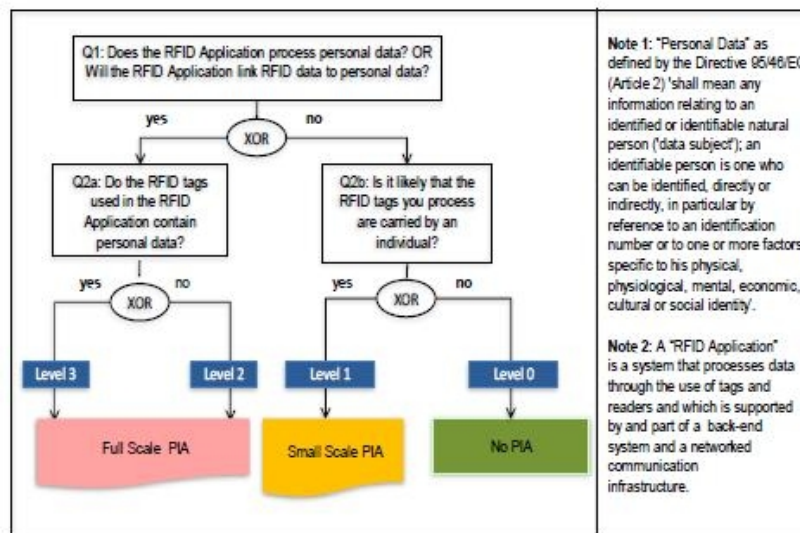 Q1: Does the RFID Application process personal data? OR
Will the RFID Application link RFID data to personal data?
yes
no
XOR
Q2a: Do the RFID tags
used in the RFID
Application contain
personal data?
Q2b: Is it likely that the
RFID tags you process
are carried by an
individual?
yes
no
XOR
yes
no
XOR
Level 3
Level 2
Level 1
Level 0
Full Scale PIA
Small Scale PIA
No PIA
Note 1: "Personal Data" as
defined by the Directive 95/46/EC
(Article 2) 'shall mean any
information relating to an
identified or identifiable natural
person ('data subject'); an
identifiable person is one who
can be identified, directly or
indirectly, in particular by
reference to an identification
number or to one or more factors
specific to his physical,
physiological, mental, economic,
cultural or social identity'.
Note 2: A "RFID Application"
is a system that processes data
through the use of tags and
readers and which is supported
by and part of a back-end
system and a networked
communication
infrastructure.